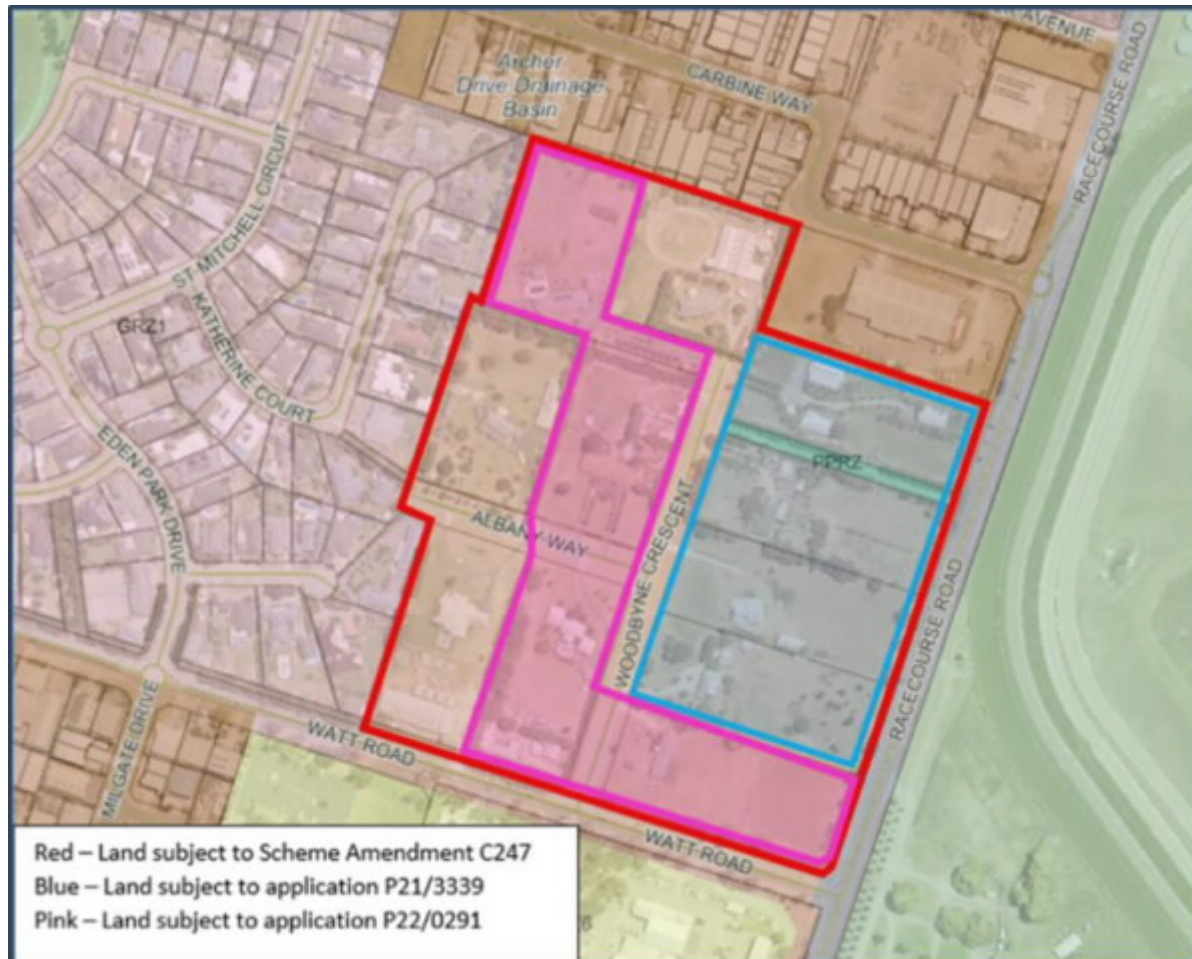 AVENUE
Archer
Drive Drainage
Basin
CARBINE WAY
RACECOURSE ROAD
ST MITCHELL CIRCUIT
GRZ1
KATHERINE COURT
EDEN PARK DRIVE
PPRZ
ALBANY WAY
WOODBYNE CRESCENT
RACECOURSE ROAD
MILGATE DRIVE
WATT ROAD
WATT ROAD
Red – Land subject to Scheme Amendment C247
Blue – Land subject to application P21/3339
Pink – Land subject to application P22/0291
6